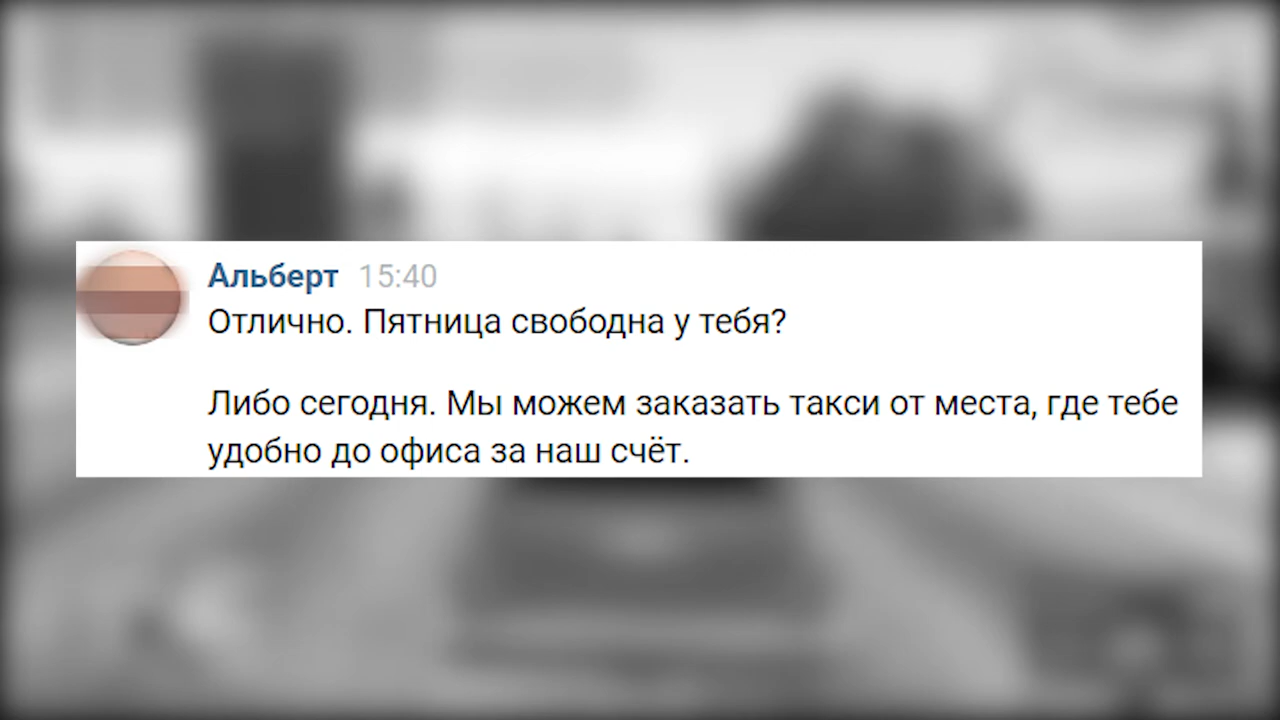 Альберт 15:40
Отлично. Пятница свободна у тебя?
Либо сегодня. Мы можем заказать такси от места, где тебе
удобно до офиса за наш счёт.